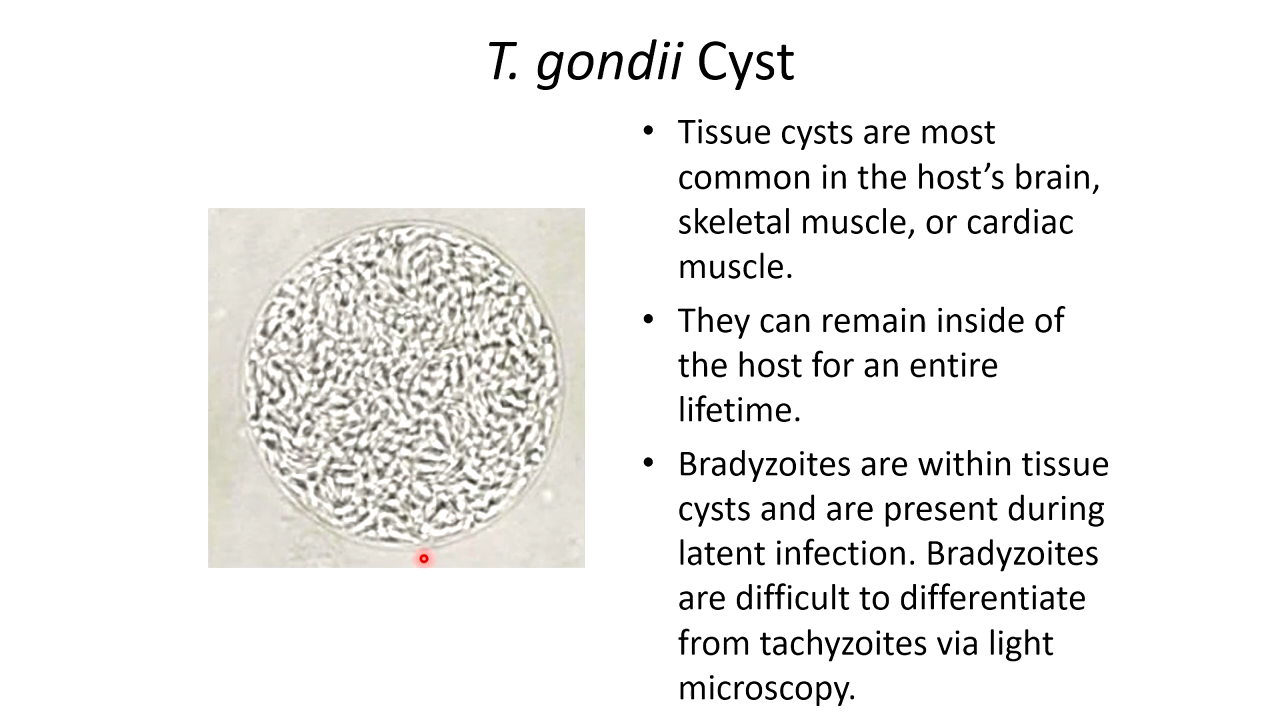 T. gondii Cyst
• Tissue cysts are most
common in the host’s brain,
skeletal muscle, or cardiac
muscle.
• They can remain inside of
the host for an entire
lifetime.
• Bradyzoites are within tissue
cysts and are present during
latent infection. Bradyzoites
are difficult to differentiate
from tachyzoites via light
microscopy.